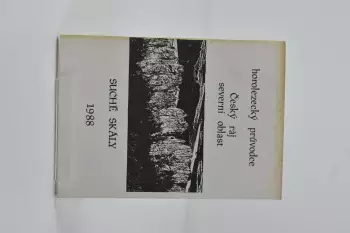 horolezecký průvodce
Český ráj
severní oblast
SUCHÉ SKÁLY
1988